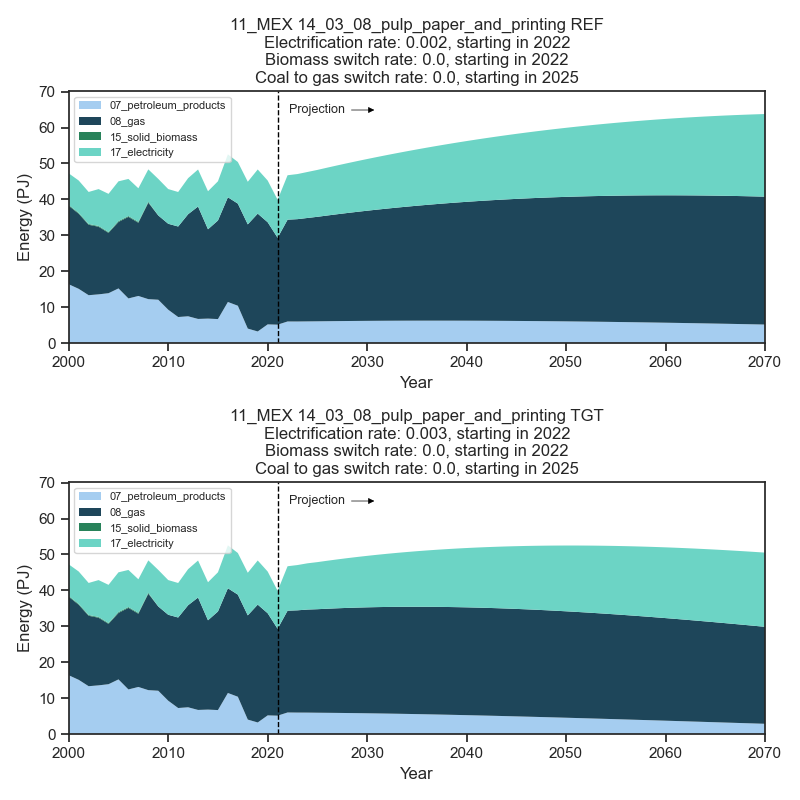 11_MEX 14_03_08_pulp_paper_and_printing REF
Electrification rate: 0.002, starting in 2022
Biomass switch rate: 0.0, starting in 2022
Coal to gas switch rate: 0.0, starting in 2025
70
60
50
40
30
20
10
0
Energy (PJ)
07_petroleum_products
08_gas
15_solid_biomass
17_electricity
Projection
2000 2010 2020 2030 2040 2050 2060 2070
Year
11_MEX 14_03_08_pulp_paper_and_printing TGT
Electrification rate: 0.003, starting in 2022
Biomass switch rate: 0.0, starting in 2022
Coal to gas switch rate: 0.0, starting in 2025
70
60
50
40
30
20
10
0
Energy (PJ)
07_petroleum_products
08_gas
15_solid_biomass
17_electricity
Projection
2000 2010 2020 2030 2040 2050 2060 2070
Year